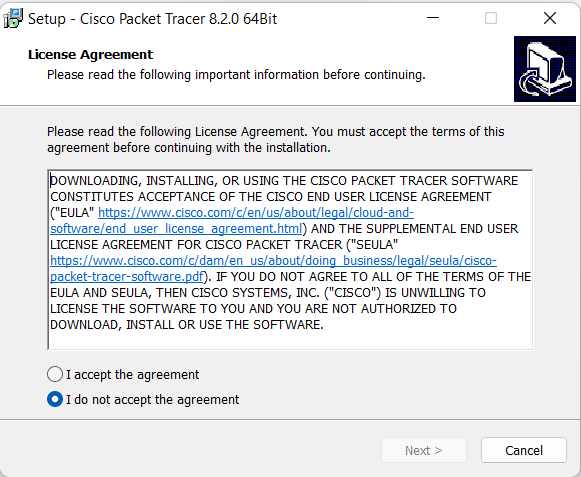 Setup - Cisco Packet Tracer 8.2.0 64Bit
License Agreement
Please read the following important information before continuing.
Please read the following License Agreement. You must accept the terms of this
agreement before continuing with the installation.
DOWNLOADING, INSTALLING, OR USING THE CISCO PACKET TRACER SOFTWARE
CONSTITUTES ACCEPTANCE OF THE CISCO END USER LICENSE AGREEMENT
("EULA" https://www.cisco.com/c/en/us/about/legal/cloud-and-
software/end_user_license_agreement.html) AND THE SUPPLEMENTAL END USER
LICENSE AGREEMENT FOR CISCO PACKET TRACER ("SEULA"
https://www.cisco.com/c/dam/en_us/about/doing_business/legal/seula/cisco-
packet-tracer-software.pdf). IF YOU DO NOT AGREE TO ALL OF THE TERMS OF THE
EULA AND SEULA, THEN CISCO SYSTEMS, INC. ("CISCO") IS UNWILLING TO
LICENSE THE SOFTWARE TO YOU AND YOU ARE NOT AUTHORIZED TO
DOWNLOAD, INSTALL OR USE THE SOFTWARE.
I accept the agreement
I do not accept the agreement
Next >
Cancel